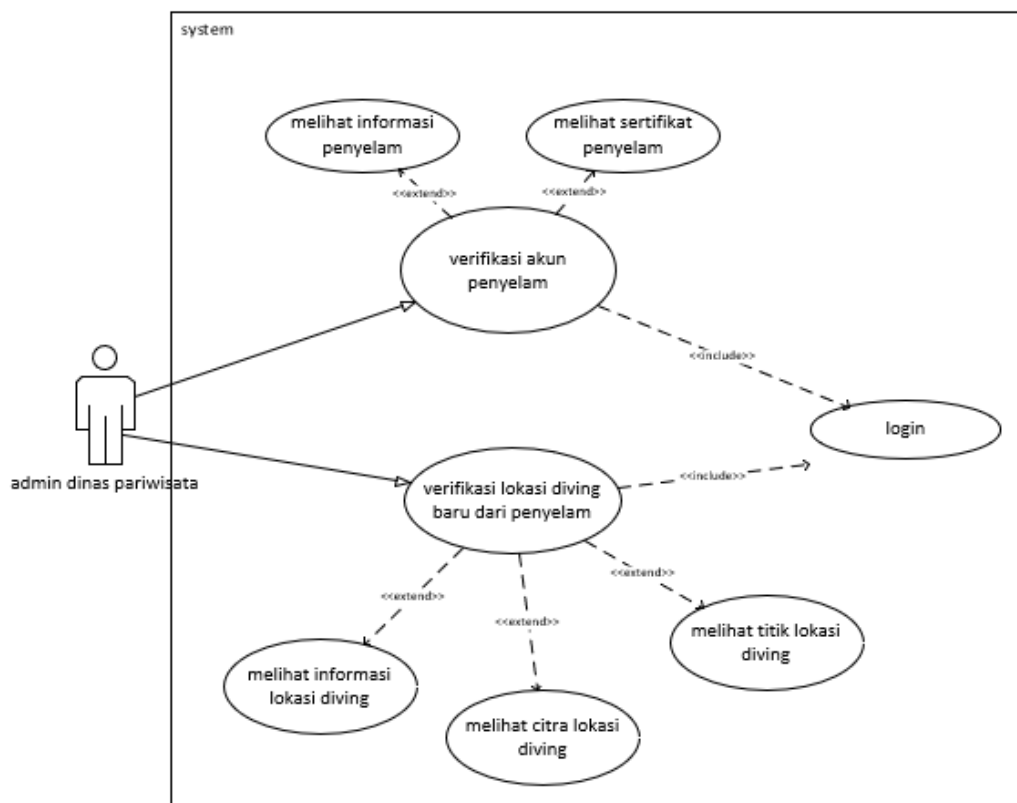 system
melihat informasi
penyelam
melihat sertifikat
penyelam
<<extend>>
<<extend>>
verifikasi akun
penyelam
<<include>>
login
admin dinas pariwisata
verifikasi lokasi diving
baru dari penyelam
<<include>>
<<extend>>
<<extend>>
<<extend>>
melihat titik lokasi
diving
melihat informasi
lokasi diving
melihat citra lokasi
diving